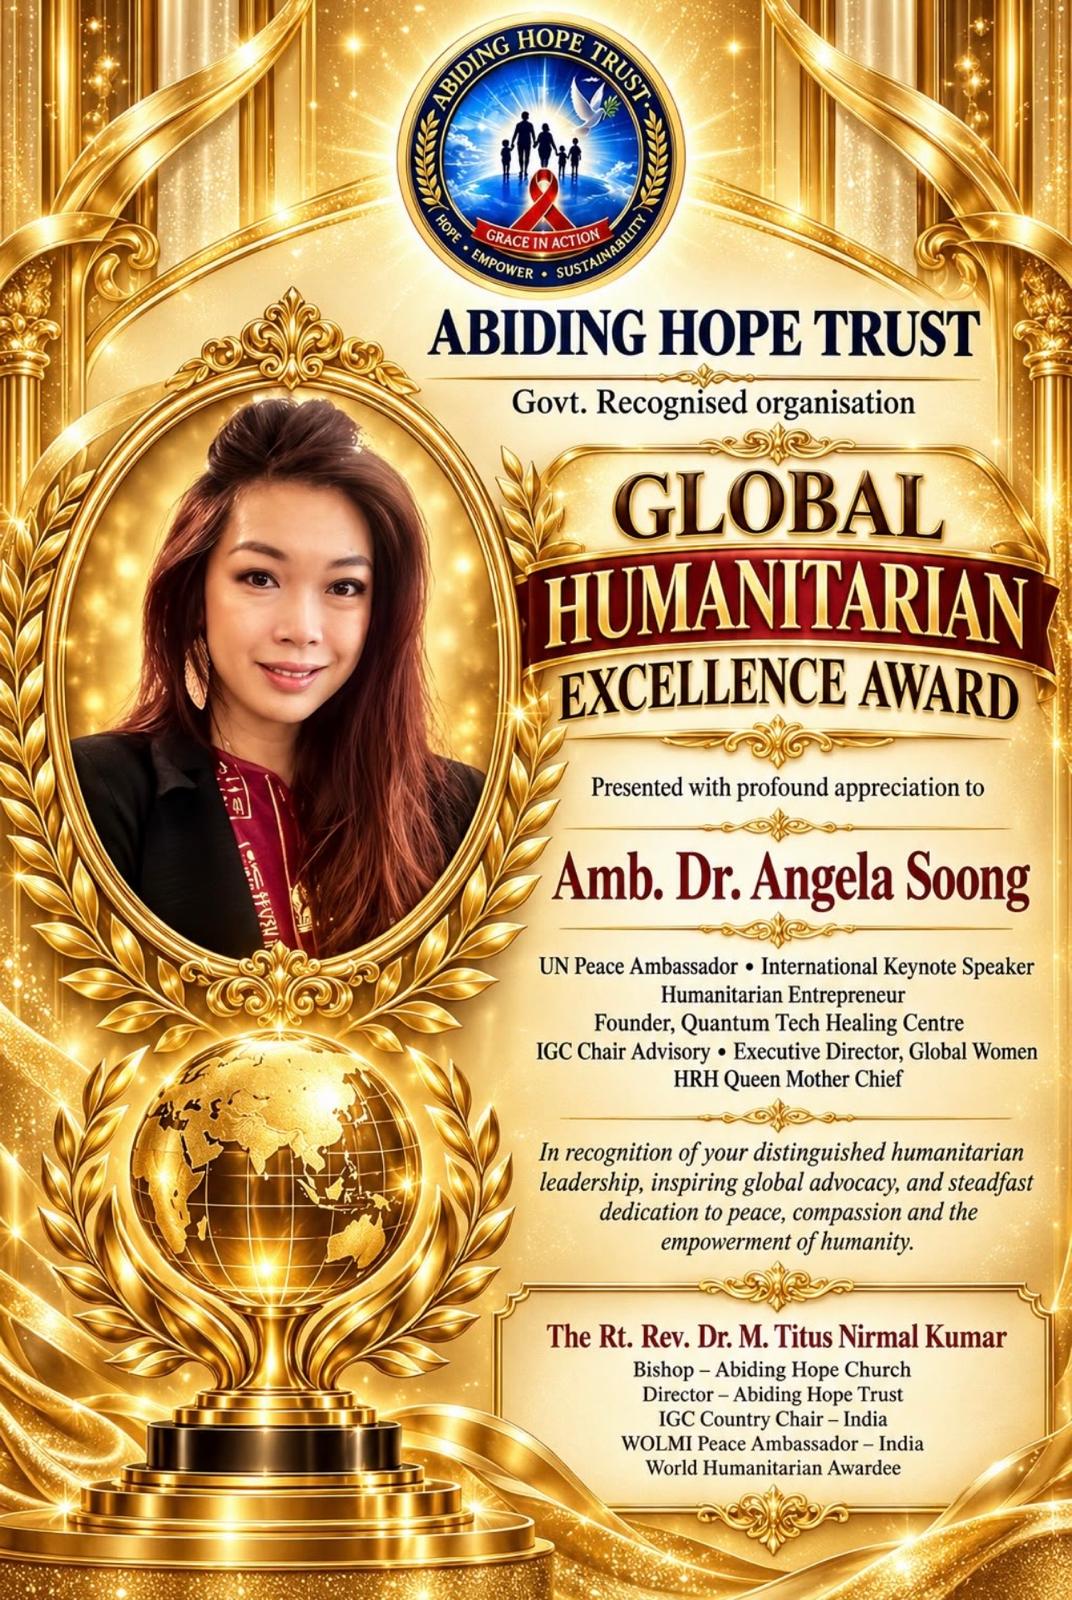 ABIDING HOPE TRUST
GRACE IN ACTION
HOPE • EMPOWER • SUSTAINABILITY
ABIDING HOPE TRUST
Govt. Recognised organisation
GLOBAL
HUMANITARIAN
EXCELLENCE AWARD
Presented with profound appreciation to
Amb. Dr. Angela Soong
UN Peace Ambassador • International Keynote Speaker
Humanitarian Entrepreneur
Founder, Quantum Tech Healing Centre
IGC Chair Advisory • Executive Director, Global Women
HRH Queen Mother Chief
In recognition of your distinguished humanitarian
leadership, inspiring global advocacy, and steadfast
dedication to peace, compassion and the
empowerment of humanity.
The Rt. Rev. Dr. M. Titus Nirmal Kumar
Bishop – Abiding Hope Church
Director – Abiding Hope Trust
IGC Country Chair – India
WOLMI Peace Ambassador – India
World Humanitarian Awardee